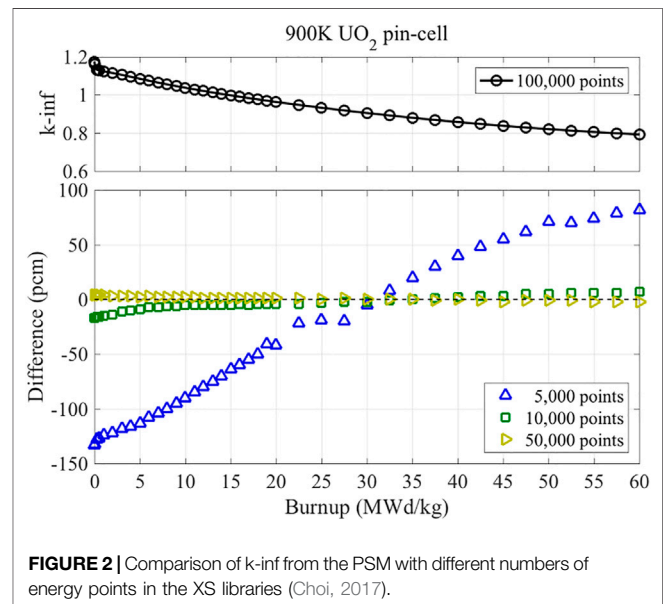 900K UO₂ pin-cell
k-inf
1.2
1
0.8
0.6
100,000 points
Difference (pcm)
100
50
0
-50
-100
-150
5,000 points
10,000 points
50,000 points
0 5 10 15 20 25 30 35 40 45 50 55 60
Burnup (MWd/kg)
FIGURE 2 | Comparison of k-inf from the PSM with different numbers of
energy points in the XS libraries (Choi, 2017).